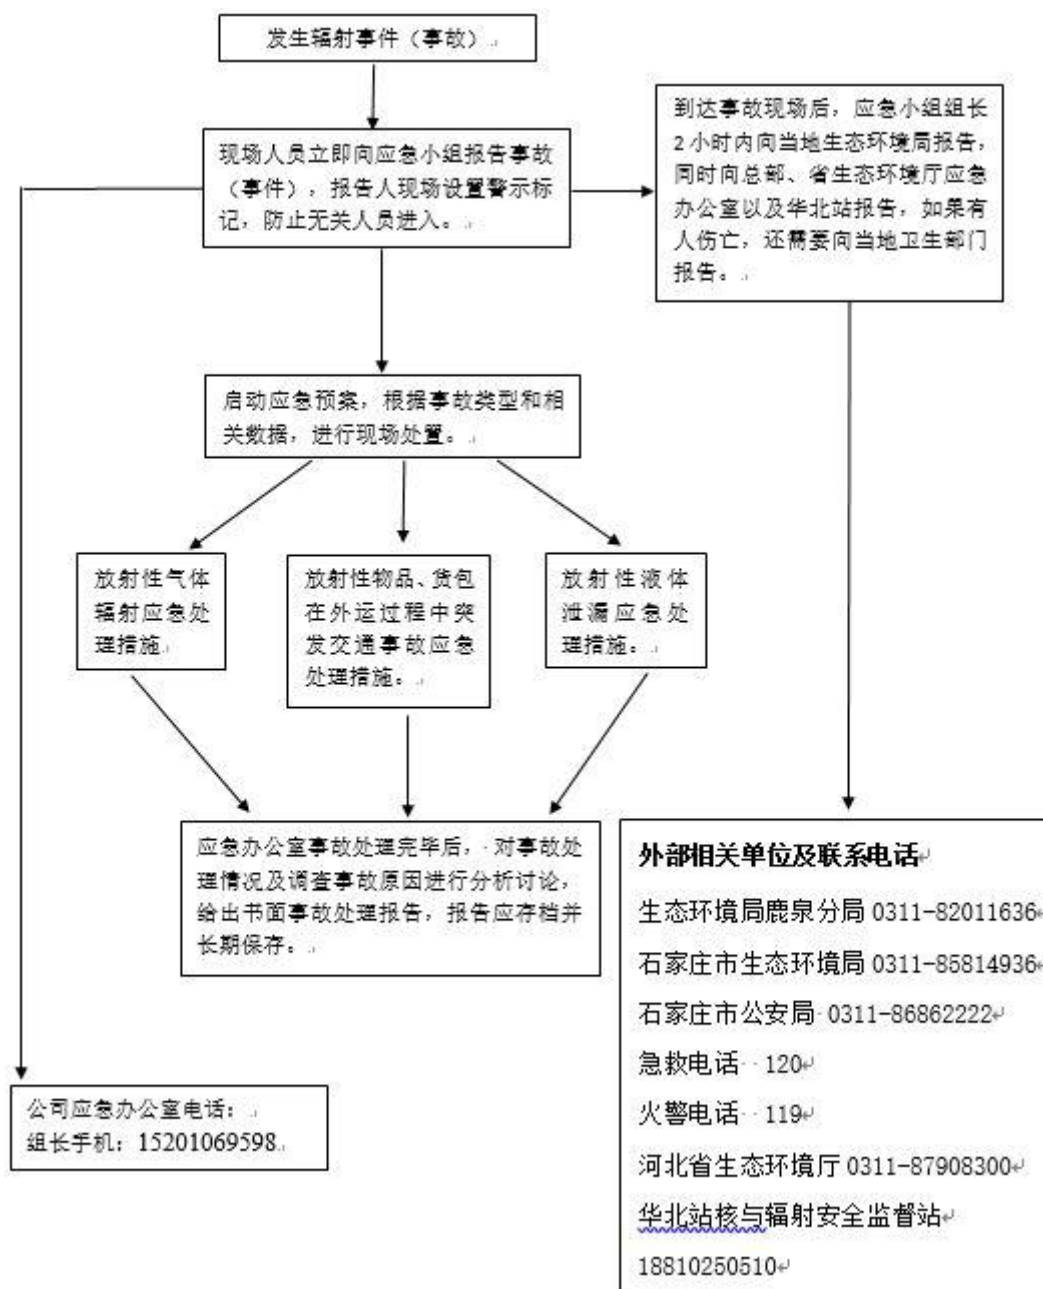 发生辐射事件（事故）
现场人员立即向应急小组报告事故
（事件），报告人现场设置警示标
记，防止无关人员进入。
到达事故现场后，应急小组组长
2小时内向当地生态环境局报告，
同时向总部、省生态环境厅应急
办公室以及华北站报告，如果有
人伤亡，还需要向当地卫生部门
报告。
启动应急预案，根据事故类型和相
关数据，进行现场处置。
放射性气体
辐射应急处
理措施
放射性物品、货包
在外运过程中突
发交通事故应急
处理措施。
放射性液体
泄漏应急处
理措施。
应急办公室事故处理完毕后，对事故处
理情况及调查事故原因进行分析讨论，
给出书面事故处理报告，报告应存档并
长期保存。
公司应急办公室电话：
组长手机：15201069598
外部相关单位及联系电话
生态环境局鹿泉分局 0311-82011636
石家庄市生态环境局 0311-85814936
石家庄市公安局 0311-86862222
急救电话 120
火警电话 119
河北省生态环境厅 0311-87908300
华北站核与辐射安全监督站
18810250510